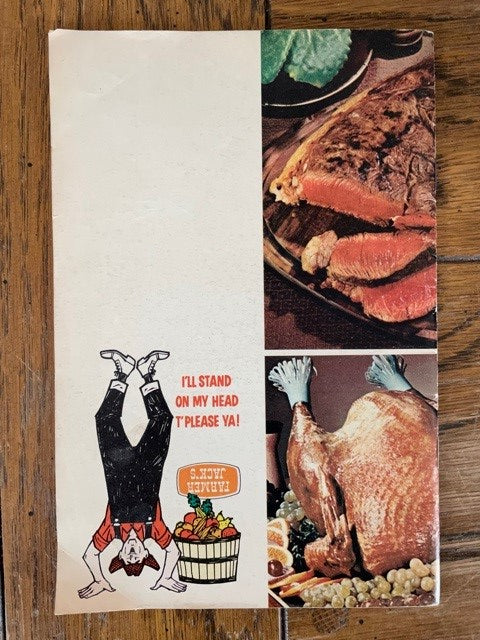 I'LL STAND
ON MY HEAD
T'PLEASE YA!
FARMER
JACK'S